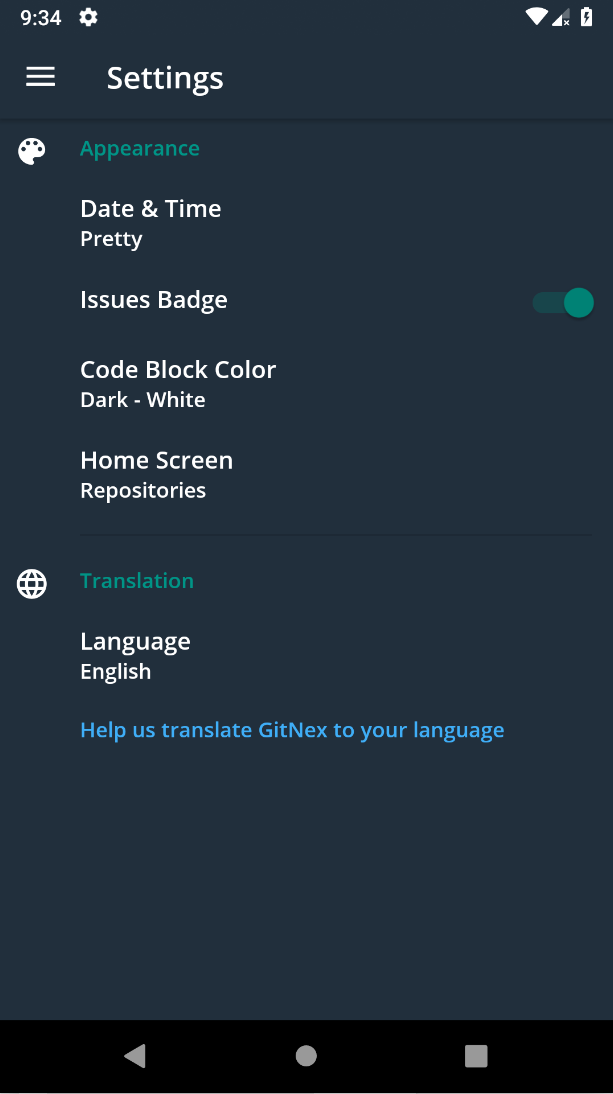 9:34
Settings
Appearance
Date & Time
Pretty
Issues Badge
Code Block Color
Dark - White
Home Screen
Repositories
Translation
Language
English
Help us translate GitNex to your language